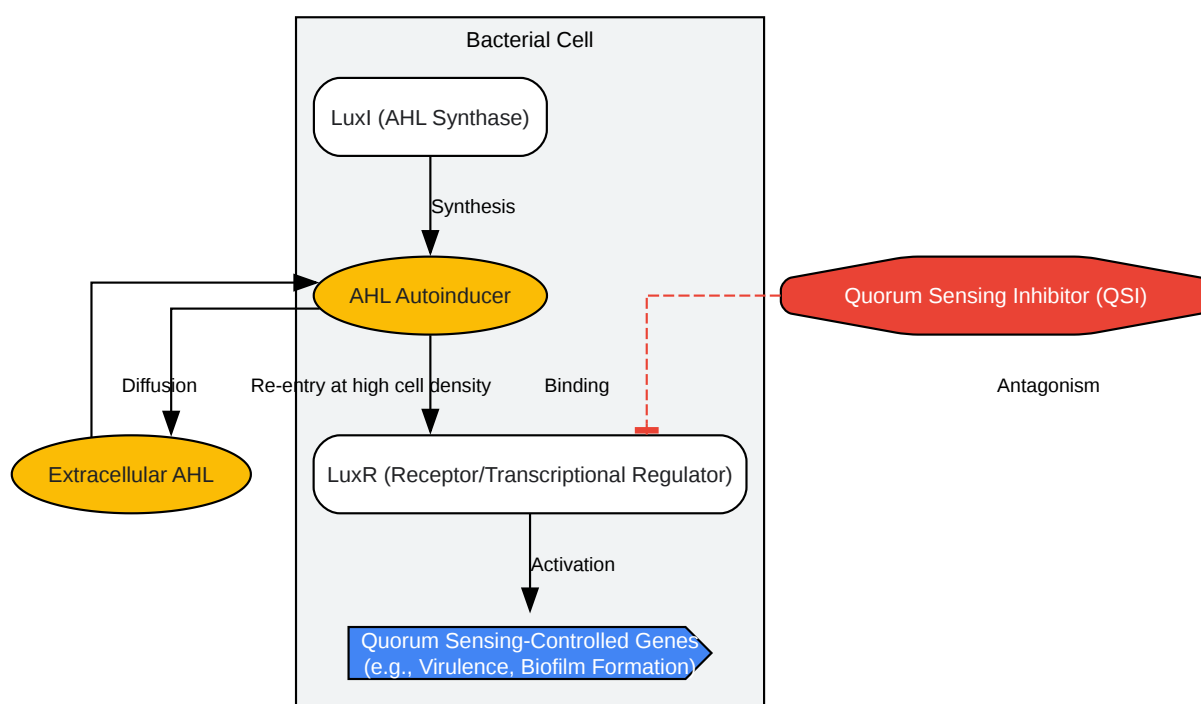 Bacterial Cell
LuxI (AHL Synthase)
Synthesis
AHL Autoinducer
Quorum Sensing Inhibitor (QSI)
Diffusion
Re-entry at high cell density
Binding
Antagonism
Extracellular AHL
LuxR (Receptor/Transcriptional Regulator)
Activation
Quorum Sensing-Controlled Genes
(e.g., Virulence, Biofilm Formation)